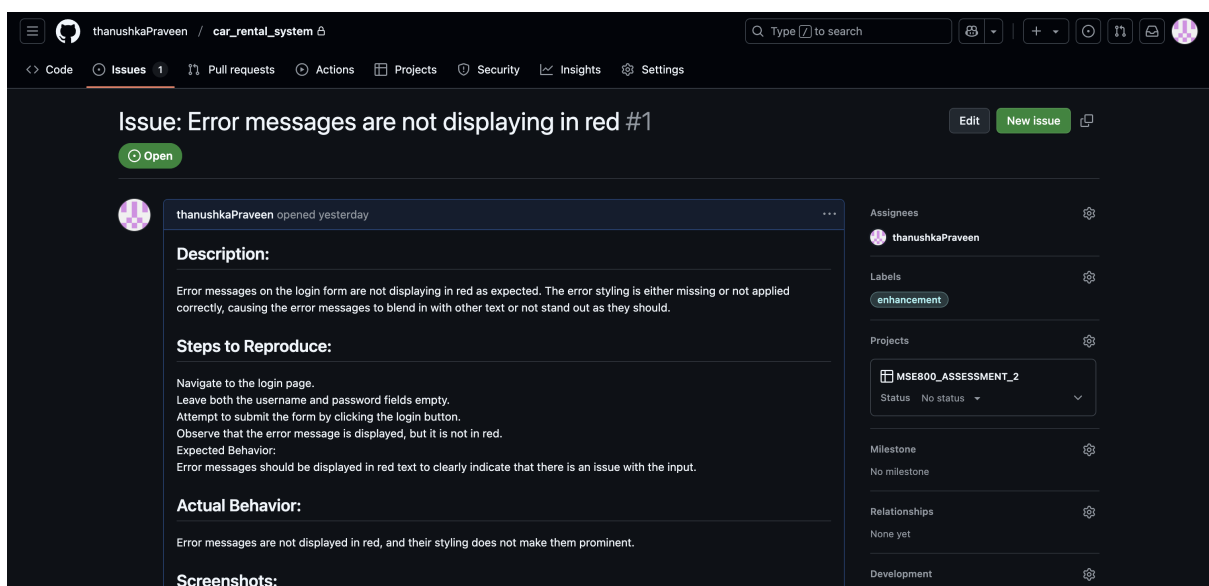 thanushkaPraveen / car_rental_system
Type / to search
Code
Issues 1
Pull requests
Actions
Projects
Security
Insights
Settings
Issue: Error messages are not displaying in red #1
Edit
New issue
Open
thanushkaPraveen opened yesterday
Description:
Error messages on the login form are not displaying in red as expected. The error styling is either missing or not applied
correctly, causing the error messages to blend in with other text or not stand out as they should.
Steps to Reproduce:
Navigate to the login page.
Leave both the username and password fields empty.
Attempt to submit the form by clicking the login button.
Observe that the error message is displayed, but it is not in red.
Expected Behavior:
Error messages should be displayed in red text to clearly indicate that there is an issue with the input.
Actual Behavior:
Error messages are not displayed in red, and their styling does not make them prominent.
Screenshots:
Assignees
thanushkaPraveen
Labels
enhancement
Projects
MSE800_ASSESSMENT_2
Status No status
Milestone
No milestone
Relationships
None yet
Development